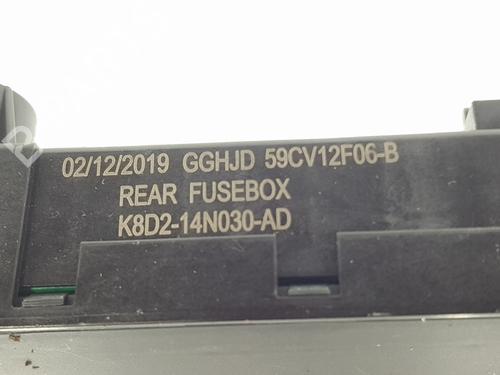 02/12/2019 GGHJD 59CV12F06-B
REAR FUSEBOX
K8D2-14N030-AD